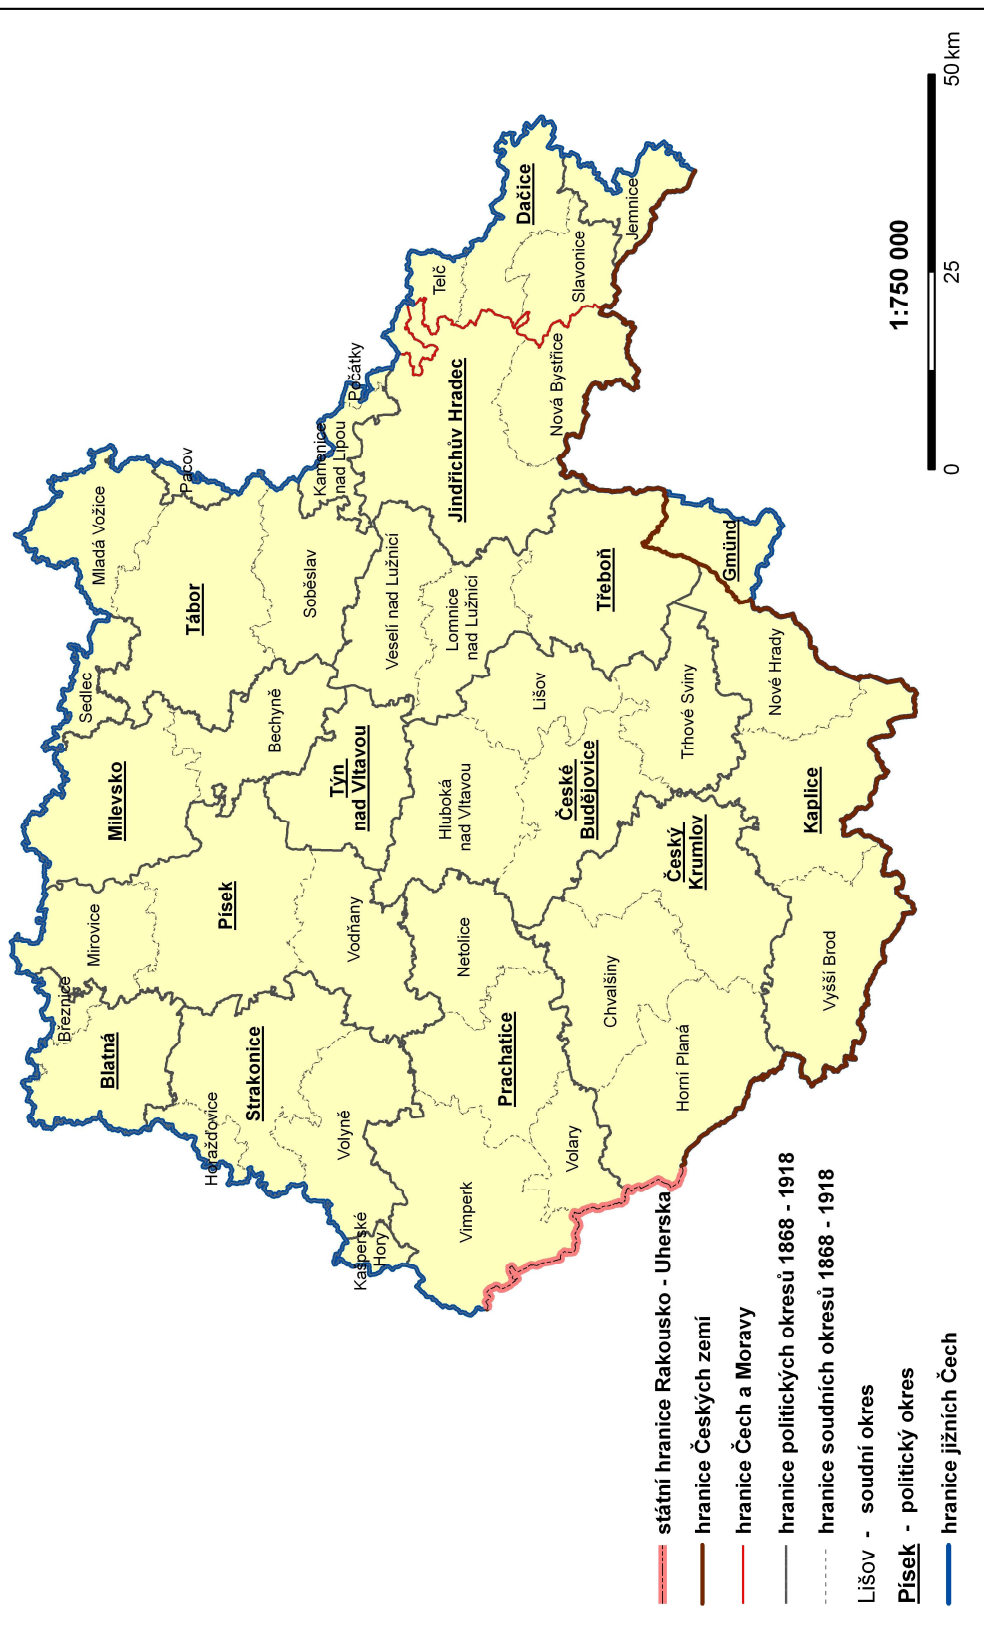 Mladá Vožice
Pacov
Sedlec
Tábor
Milevsko
Mirovice
Březnice
Blatná
Písek
Bechyně
Soběslav
Kamenice
nad Lipou
Počátky
Telč
Dačice
Jemnice
Slavonice
Jindřichův Hradec
Nová Bystřice
Veselí nad Lužnicí
Lomnice
nad Lužnicí
Třeboň
Gmünd
Týn
nad Vltavou
Hluboká
nad Vltavou
Lišov
České
Budějovice
Trhové Sviny
Nové Hrady
Kaplice
Český
Krumlov
Vyšší Brod
Chvalšiny
Horní Planá
Vodňany
Netolice
Prachatice
Strakonice
Horažďovice
Volyně
Kašperské
Hory
Vimperk
Volary
státní hranice Rakousko - Uherska
hranice Českých zemí
hranice Čech a Moravy
hranice politických okresů 1868 - 1918
hranice soudních okresů 1868 - 1918
Lišov - soudní okres
Písek - politický okres
hranice jižních Čech
1:750 000
0 25 50 km